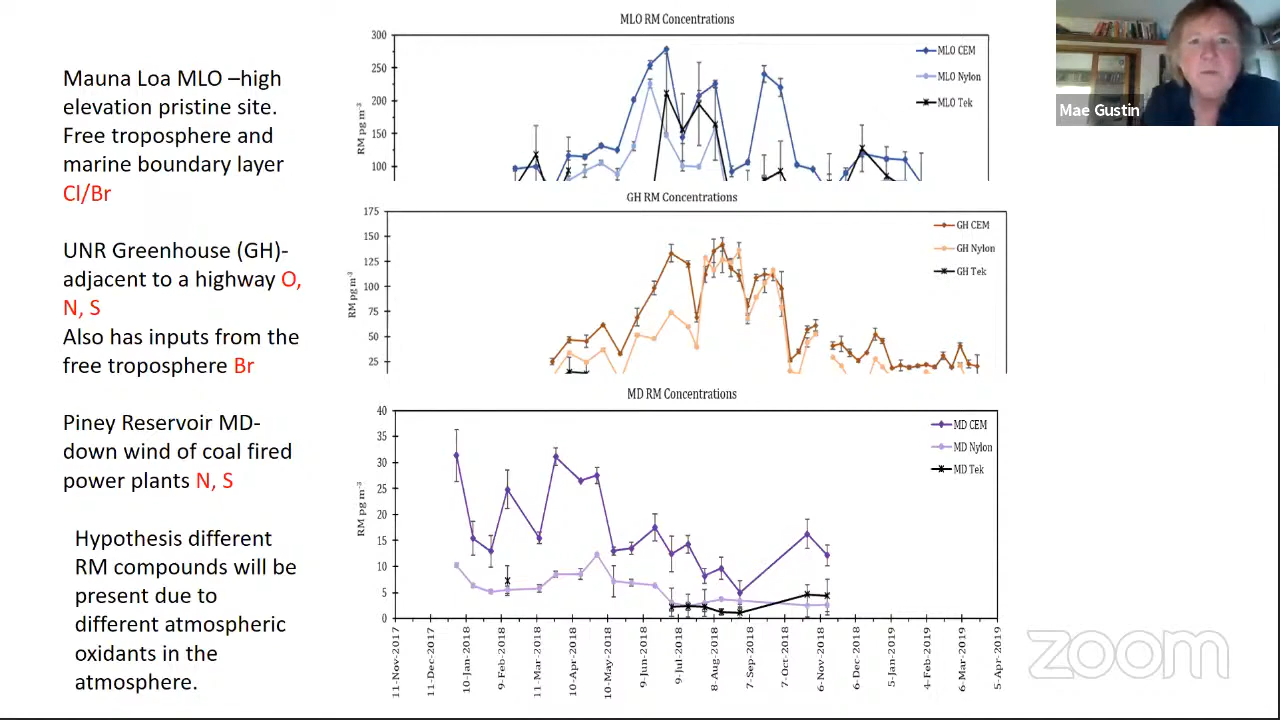 Mauna Loa MLO –high
elevation pristine site.
Free troposphere and
marine boundary layer
Cl/Br
UNR Greenhouse (GH)-
adjacent to a highway O,
N, S
Also has inputs from the
free troposphere Br
Piney Reservoir MD-
down wind of coal fired
power plants N, S
Hypothesis different
RM compounds will be
present due to
different atmospheric
oxidants in the
atmosphere.
MLO RM Concentrations
RM pg m-3
300
250
200
150
100
MLO CEM
MLO Nylon
MLO Tek
GH RM Concentrations
RM pg m-3
175
150
125
100
75
50
25
GH CEM
GH Nylon
GH Tek
MD RM Concentrations
RM pg m-3
40
35
30
25
20
15
10
5
0
MD CEM
MD Nylon
MD Tek
11-Nov-2017
11-Dec-2017
10-Jan-2018
9-Feb-2018
11-Mar-2018
10-Apr-2018
10-May-2018
9-Jun-2018
9-Jul-2018
8-Aug-2018
7-Sep-2018
7-Oct-2018
6-Nov-2018
6-Dec-2018
5-Jan-2019
4-Feb-2019
6-Mar-2019
5-Apr-2019
Mae Gustin
zoom